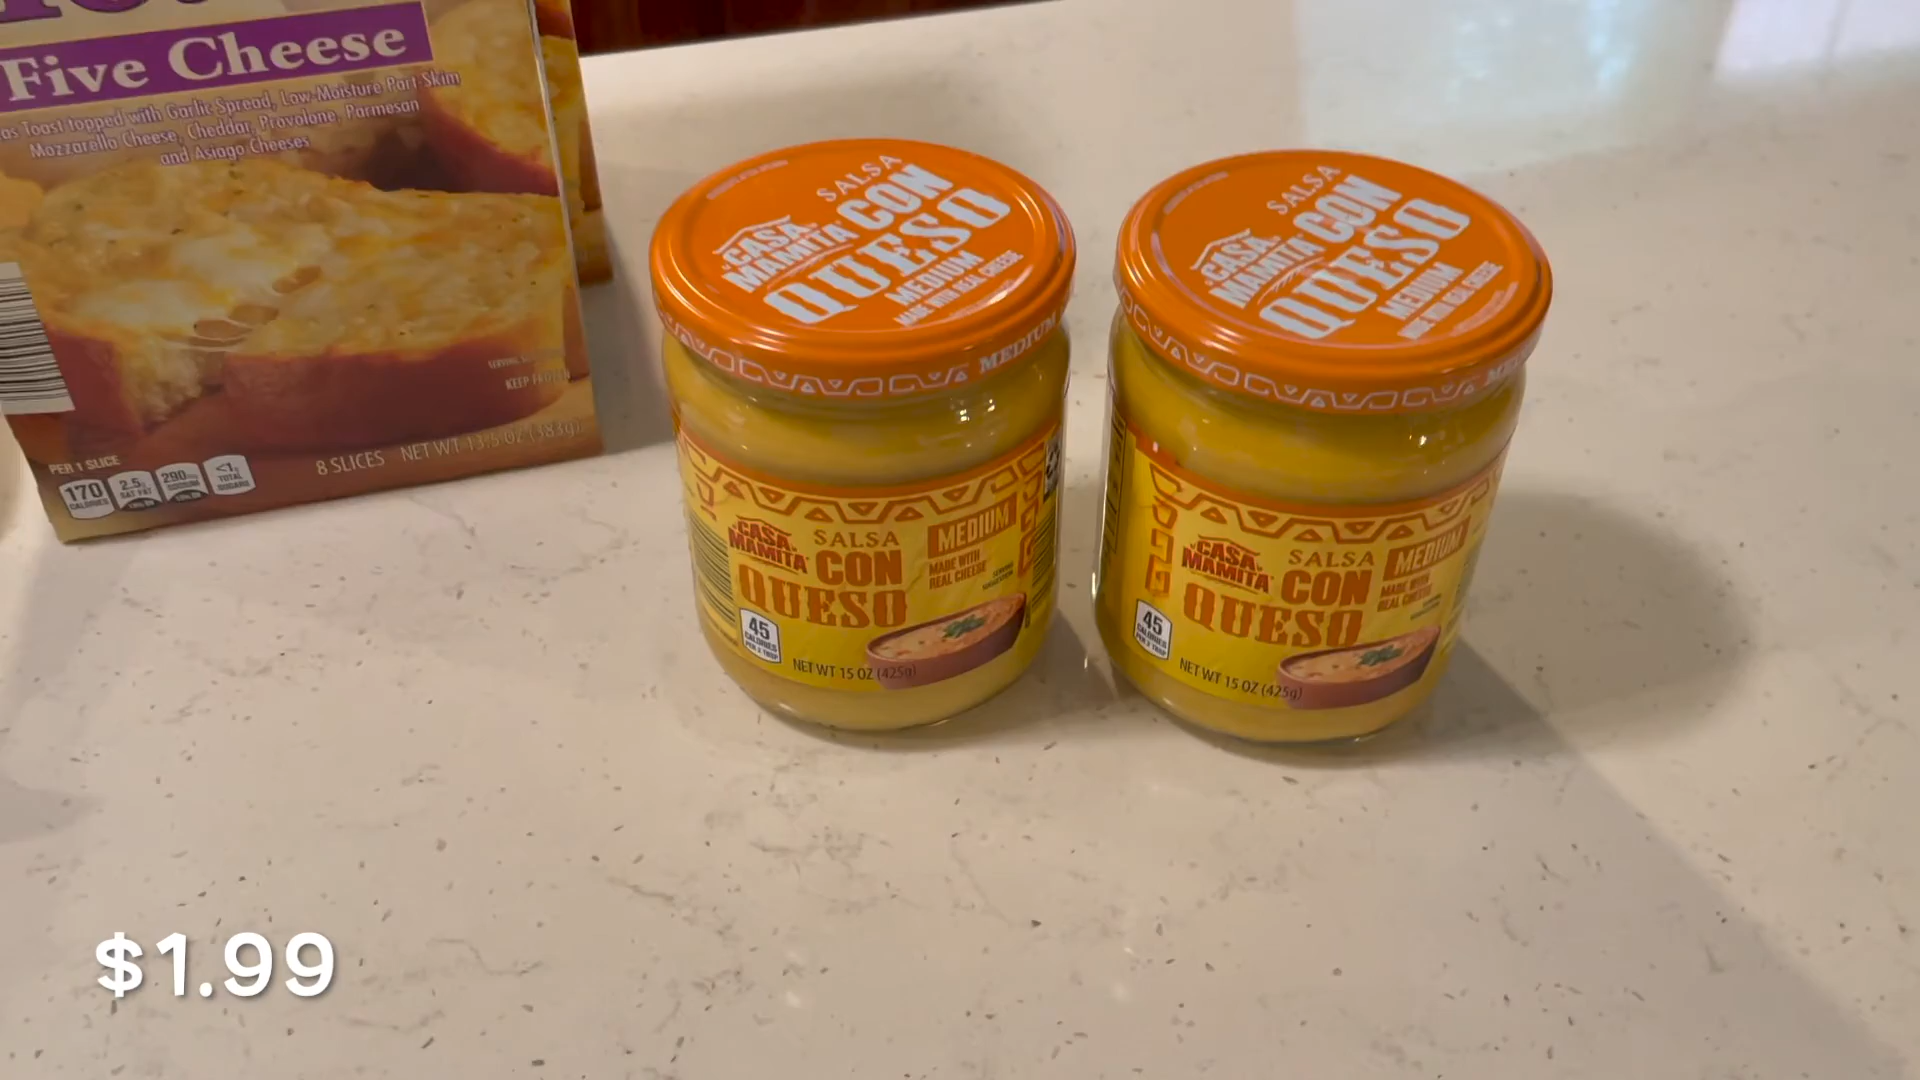 Five Cheese
as Toast topped with Garlic Spread, Low-Moisture Part-Skim
Mozzarella Cheese, Cheddar, Provolone, Parmesan
and Asiago Cheeses
KEEP FROZEN
8 SLICES NET WT 13.5 OZ (383g)
PER 1 SLICE
170
CALORIES
2.5g
SAT FAT
290mg
SODIUM
<1g
TOTAL
SUGARS
SALSA
CASA
MAMITA
CON
QUESO
MEDIUM
MADE WITH REAL CHEESE
MEDIUM
CASA
MAMITA
SALSA
CON
QUESO
MEDIUM
MADE WITH
REAL CHEESE
SERVING
SUGGESTION
45
CALORIES
PER 2 TBSP
NET WT 15 OZ (425g)
SALSA
CASA
MAMITA
CON
QUESO
MEDIUM
MADE WITH REAL CHEESE
MEDIUM
CASA
MAMITA
SALSA
CON
QUESO
MEDIUM
MADE WITH
REAL CHEESE
45
CALORIES
PER 2 TBSP
NET WT 15 OZ (425g)
$1.99